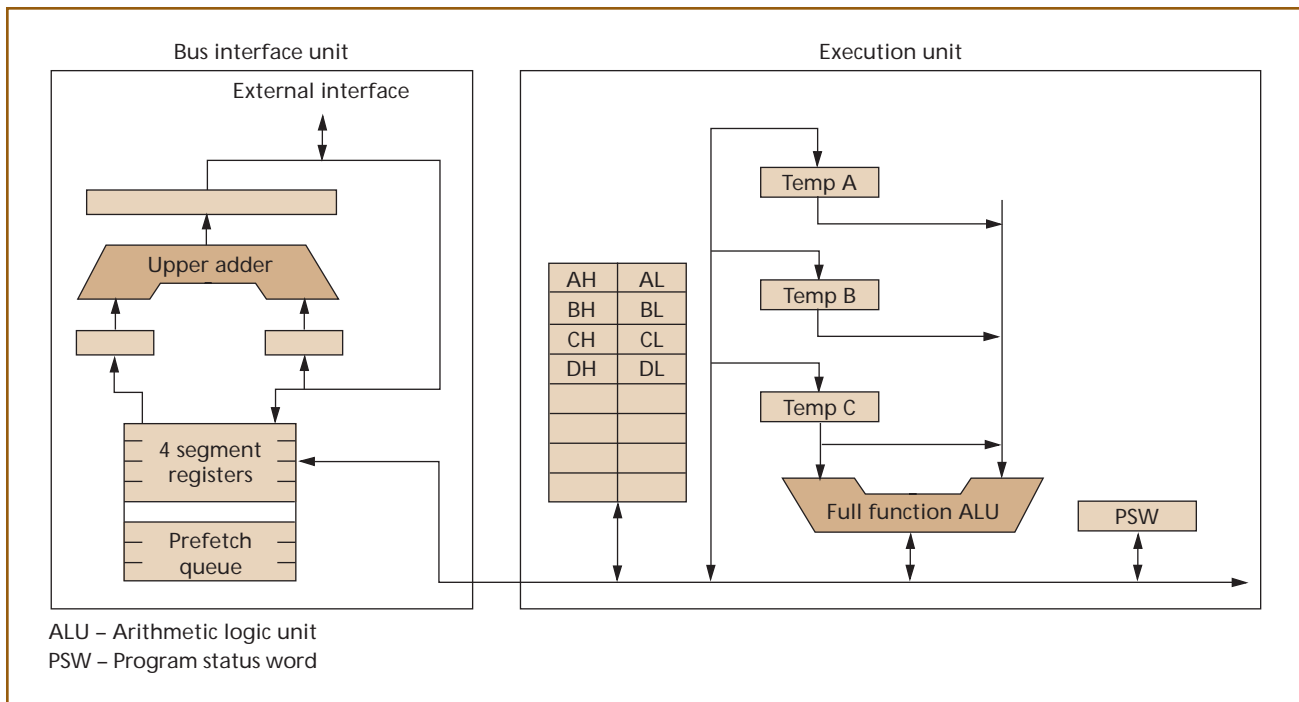 Bus interface unit
Execution unit
External interface
Upper adder
4 segment
registers
Prefetch
queue
AH AL
BH BL
CH CL
DH DL
Temp A
Temp B
Temp C
Full function ALU
PSW
ALU – Arithmetic logic unit
PSW – Program status word